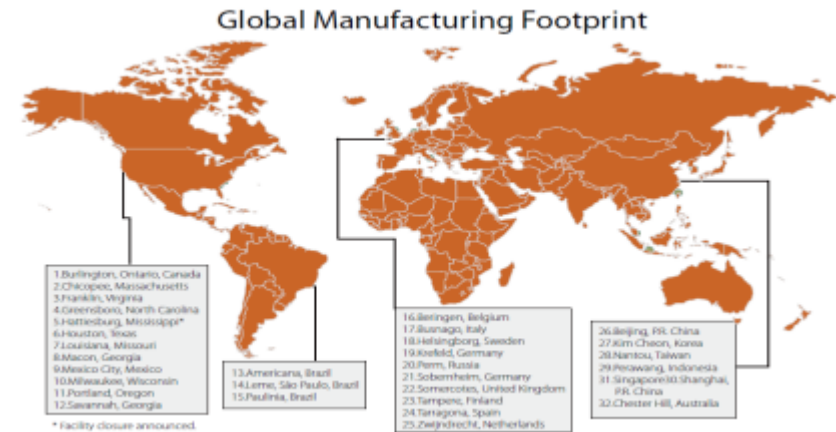 Global Manufacturing Footprint
1.Burlington, Ontario, Canada
2.Chicopee, Massachusetts
3.Franklin, Virginia
4.Greensboro, North Carolina
5.Hattiesburg, Mississippi*
6.Houston, Texas
7.Louisiana, Missouri
8.Macon, Georgia
9.Mexico City, Mexico
10.Milwaukee, Wisconsin
11.Portland, Oregon
12.Savannah, Georgia
* Facility closure announced.
13.Americana, Brazil
14.Leme, São Paulo, Brazil
15.Paulinia, Brazil
16.Beringen, Belgium
17.Busnago, Italy
18.Helsingborg, Sweden
19.Krefeld, Germany
20.Perm, Russia
21.Sobernheim, Germany
22.Somercotes, United Kingdom
23.Tampere, Finland
24.Tarragona, Spain
25.Zwijndrecht, Netherlands
26.Beijing, P.R. China
27.Kim Cheon, Korea
28.Nantou, Taiwan
29.Perawang, Indonesia
31.Singapore30.Shanghai,
P.R. China
32.Chester Hill, Australia